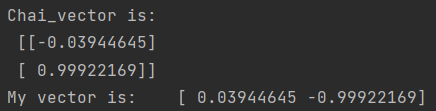 Chai_vector is:
[[-0.03944645]
[ 0.99922169]]
My vector is:    [ 0.03944645 -0.99922169]